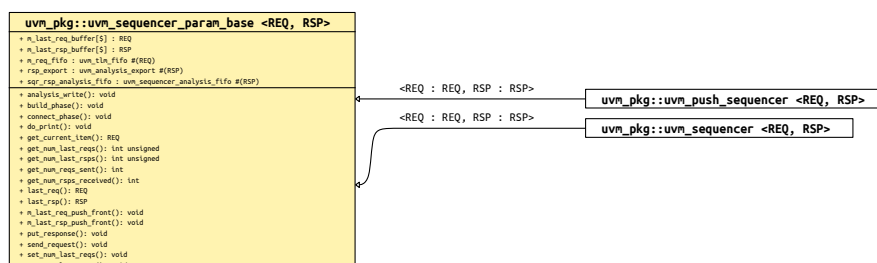 uvm_pkg::uvm_sequencer_param_base <REQ, RSP>
+ m_last_req_buffer[$] : REQ
+ m_last_rsp_buffer[$] : RSP
+ m_req_fifo : uvm_tlm_fifo #(REQ)
+ rsp_export : uvm_analysis_export #(RSP)
+ sqr_rsp_analysis_fifo : uvm_sequencer_analysis_fifo #(RSP)
+ analysis_write(): void
+ build_phase(): void
+ connect_phase(): void
+ do_print(): void
+ get_current_item(): REQ
+ get_num_last_reqs(): int unsigned
+ get_num_last_rsps(): int unsigned
+ get_num_reqs_sent(): int
+ get_num_rsps_received(): int
+ last_req(): REQ
+ last_rsp(): RSP
+ m_last_req_push_front(): void
+ m_last_rsp_push_front(): void
+ put_response(): void
+ send_request(): void
+ set_num_last_reqs(): void
<REQ : REQ, RSP : RSP>
uvm_pkg::uvm_push_sequencer <REQ, RSP>
<REQ : REQ, RSP : RSP>
uvm_pkg::uvm_sequencer <REQ, RSP>